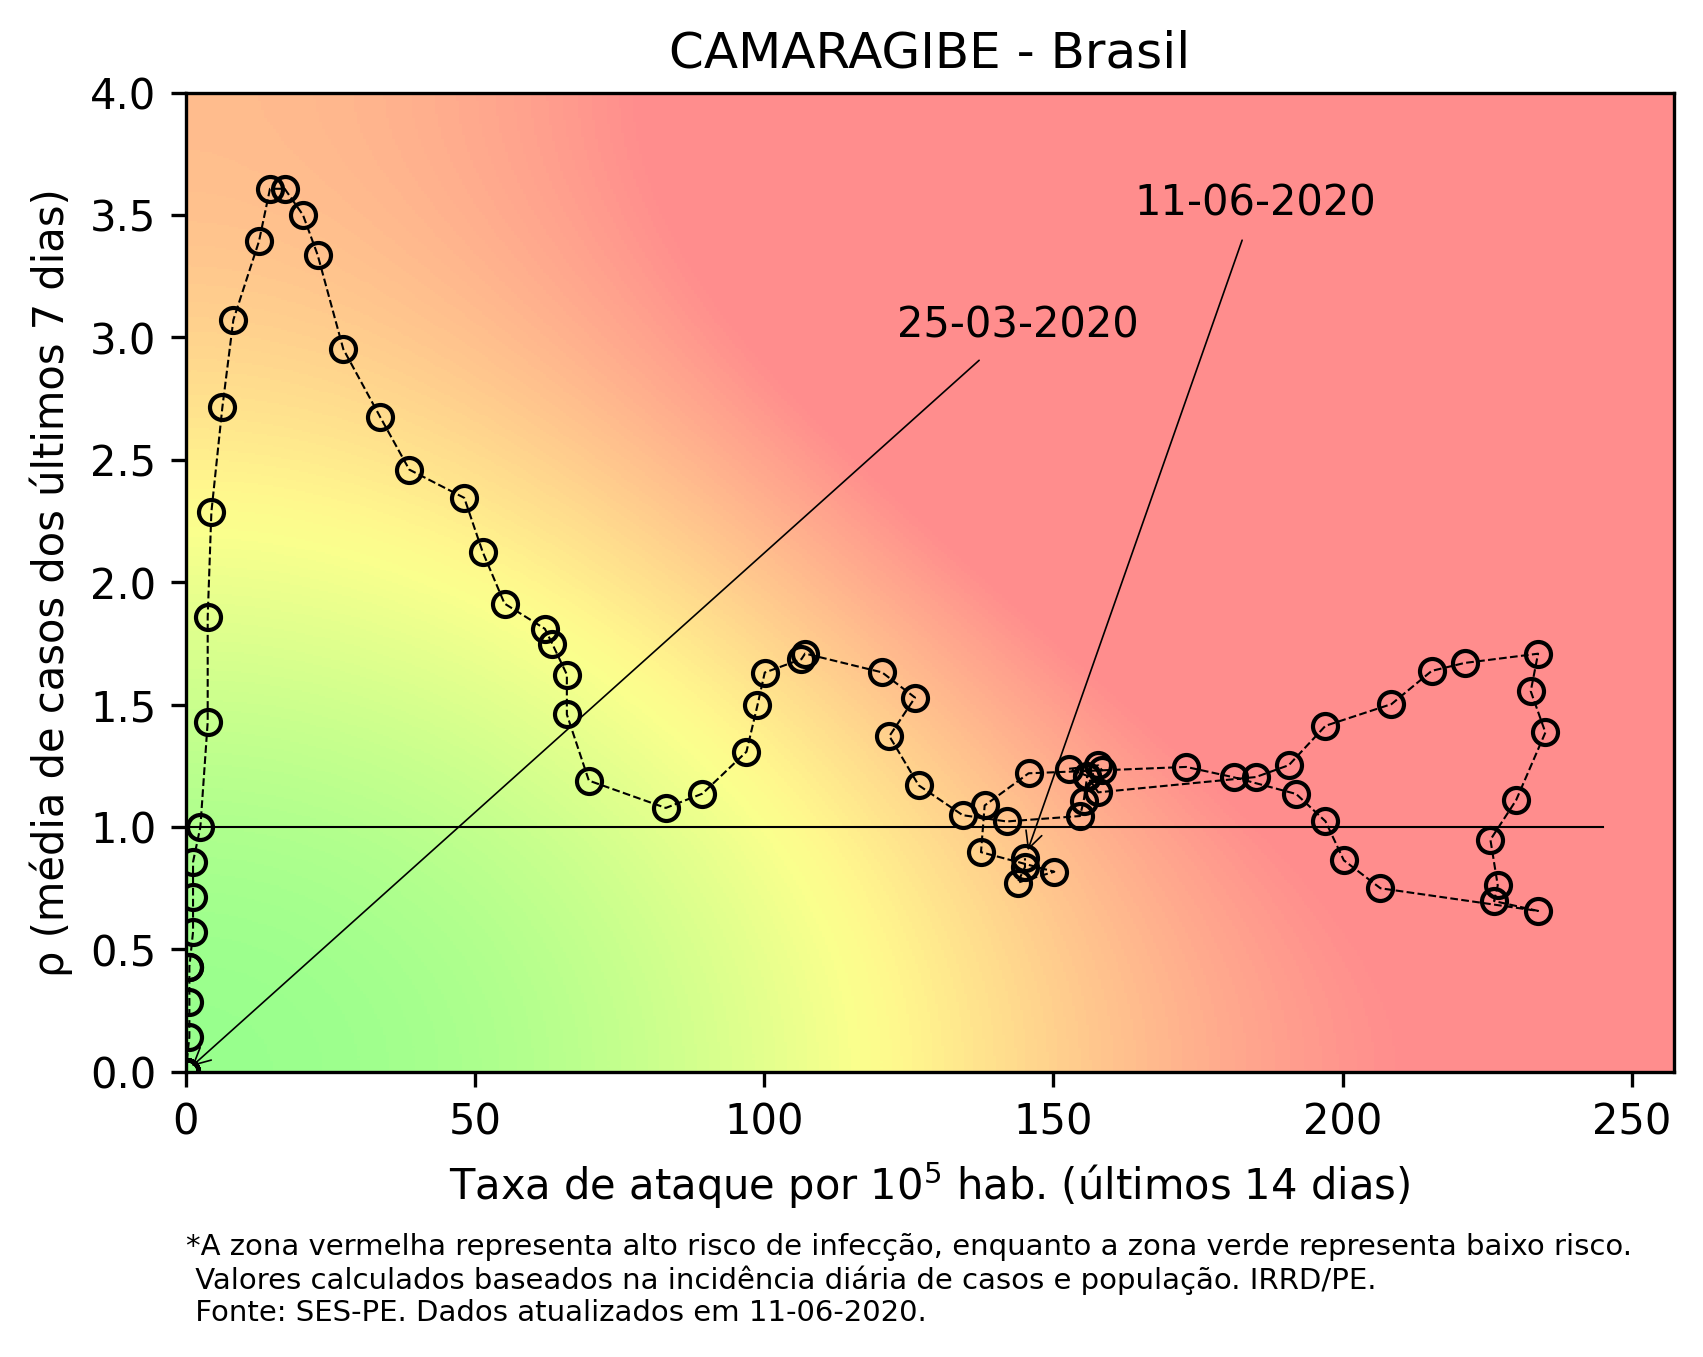 CAMARAGIBE - Brasil
4.0
3.5
3.0
2.5
2.0
1.5
1.0
0.5
0.0
ρ (média de casos dos últimos 7 dias)
11-06-2020
25-03-2020
0 50 100 150 200 250
Taxa de ataque por 10⁵ hab. (últimos 14 dias)
*A zona vermelha representa alto risco de infecção, enquanto a zona verde representa baixo risco.
Valores calculados baseados na incidência diária de casos e população. IRRD/PE.
Fonte: SES-PE. Dados atualizados em 11-06-2020.